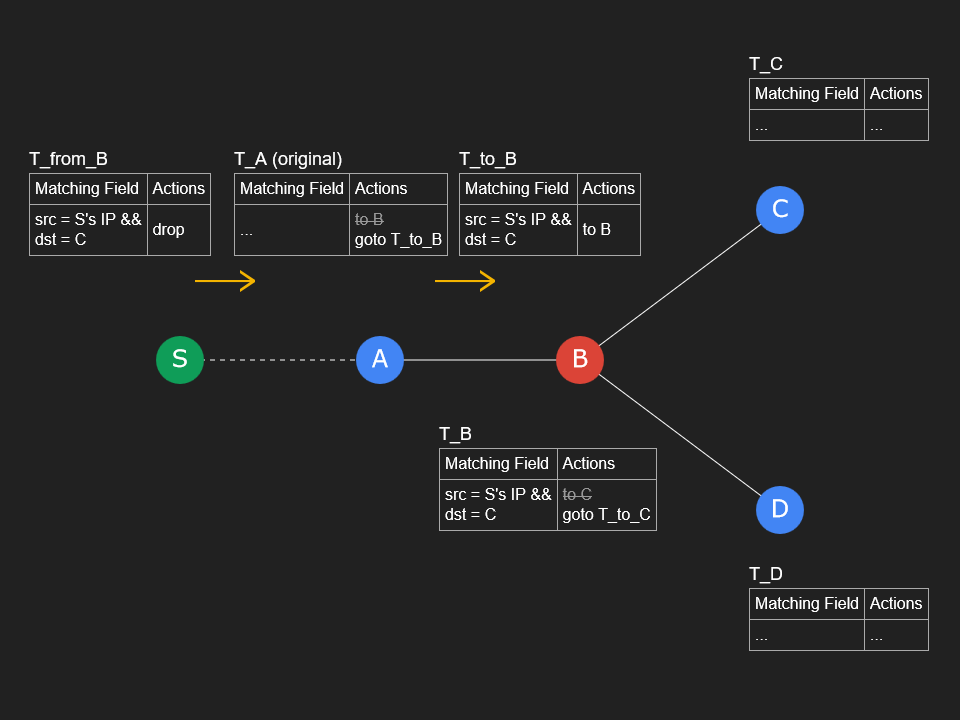 T_C
Matching Field Actions
... ...
T_from_B
Matching Field Actions
src = S's IP &&
dst = C
drop
T_A (original)
Matching Field Actions
...
to B
goto T_to_B
T_to_B
Matching Field Actions
src = S's IP &&
dst = C
to B
C
S
A
B
T_B
Matching Field Actions
src = S's IP &&
dst = C
to C
goto T_to_C
D
T_D
Matching Field Actions
... ...